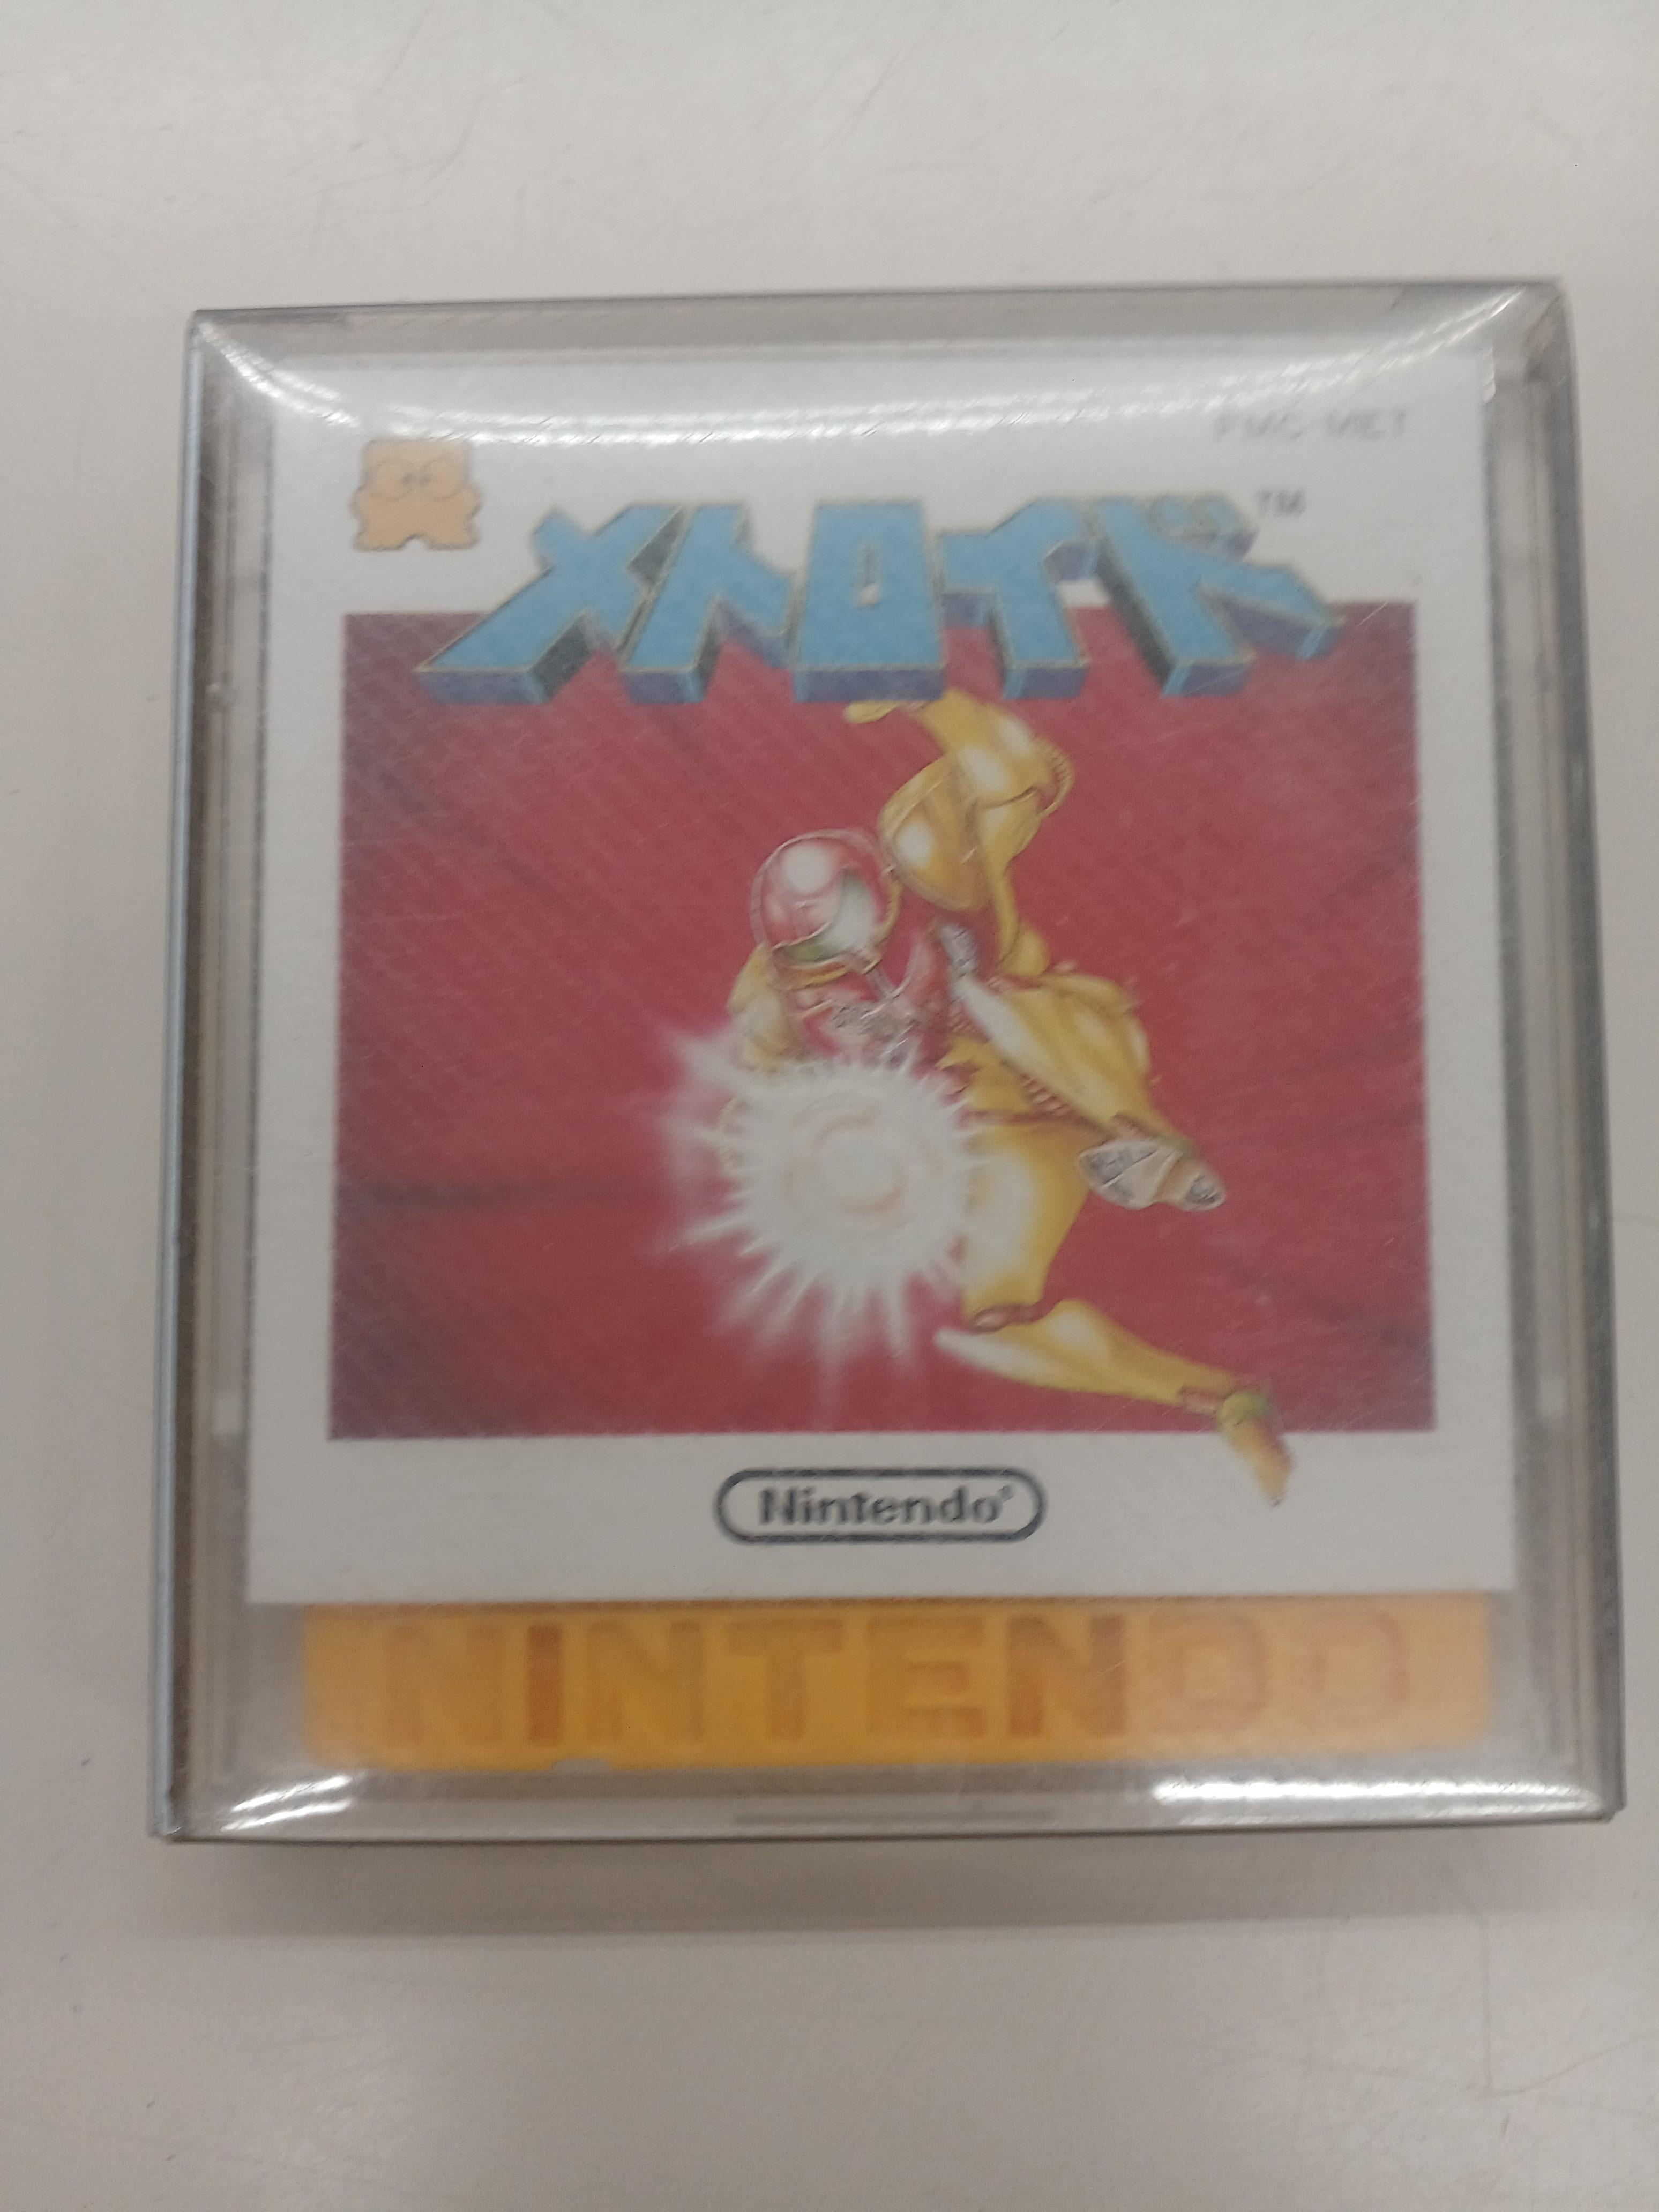 FMC-MET
メトロイド™
Nintendo®
NINTENDO